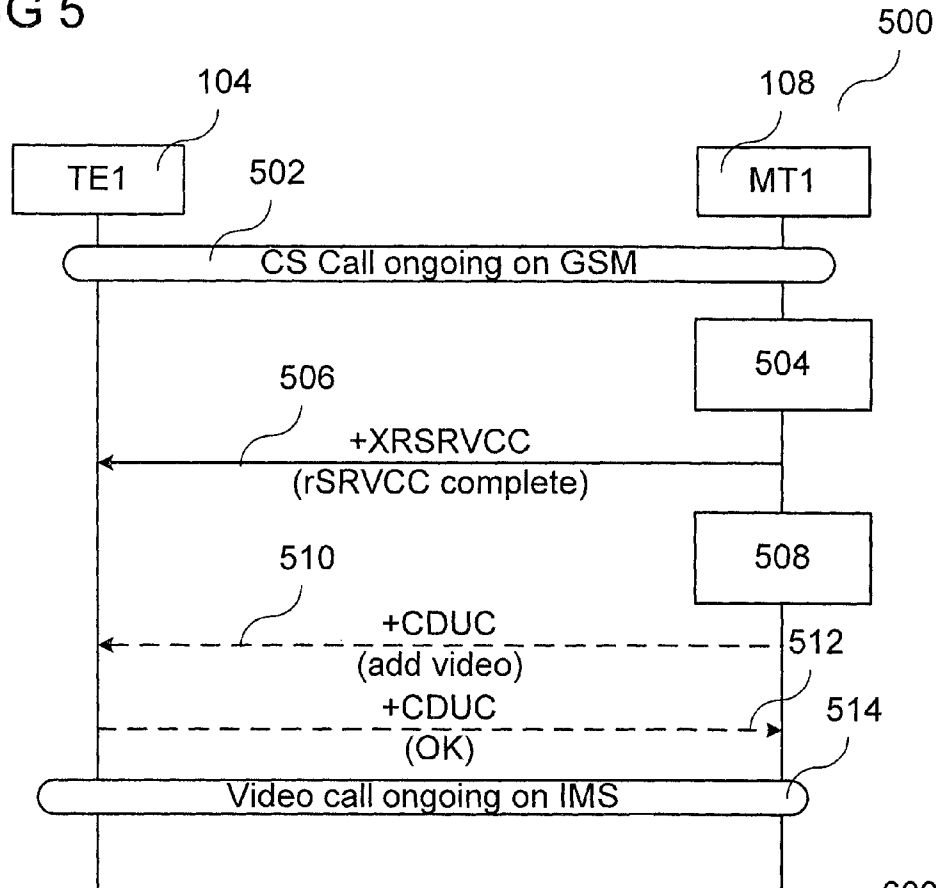 G 5
500
104
108
TE1
MT1
502
CS Call ongoing on GSM
504
506
+XRSRVCC
(rSRVCC complete)
508
510
+CDUC
(add video)
512
+CDUC
(OK)
514
Video call ongoing on IMS